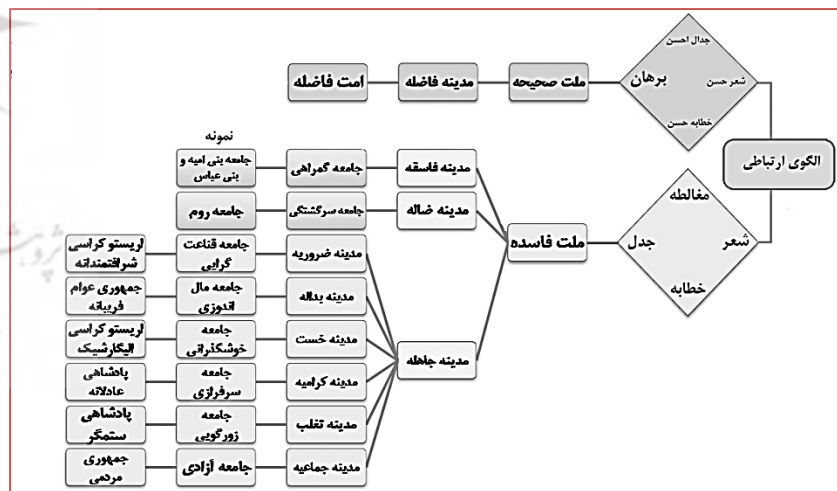 الگوی ارتباطی
جدال احسن
شعر حسن
برهان
خطابه حسن
ملت صحیحه
مدینه فاضله
امت فاضله
مغالطه
شعر
جدل
خطابه
ملت فاسده
نمونه
مدینه فاسقه
جامعه گمراهی
جامعه بنی امیه و
بنی عباس
مدینه ضاله
جامعه سرگشتگی
جامعه روم
مدینه جاهله
مدینه ضروریه
جامعه قناعت
گرایی
اریستو کراسی
شرافتمندانه
مدینه بداله
جامعه مال
اندوزی
جمهوری عوام
فریبانه
مدینه خست
جامعه
خوشگذرانی
اریستو کراسی
الیگارشیک
مدینه کرامیه
جامعه
سرفرازی
پادشاهی
عادلانه
مدینه تغلب
جامعه
زورگویی
پادشاهی
ستمگر
مدینه جماعیه
جامعه آزادی
جمهوری
مردمی